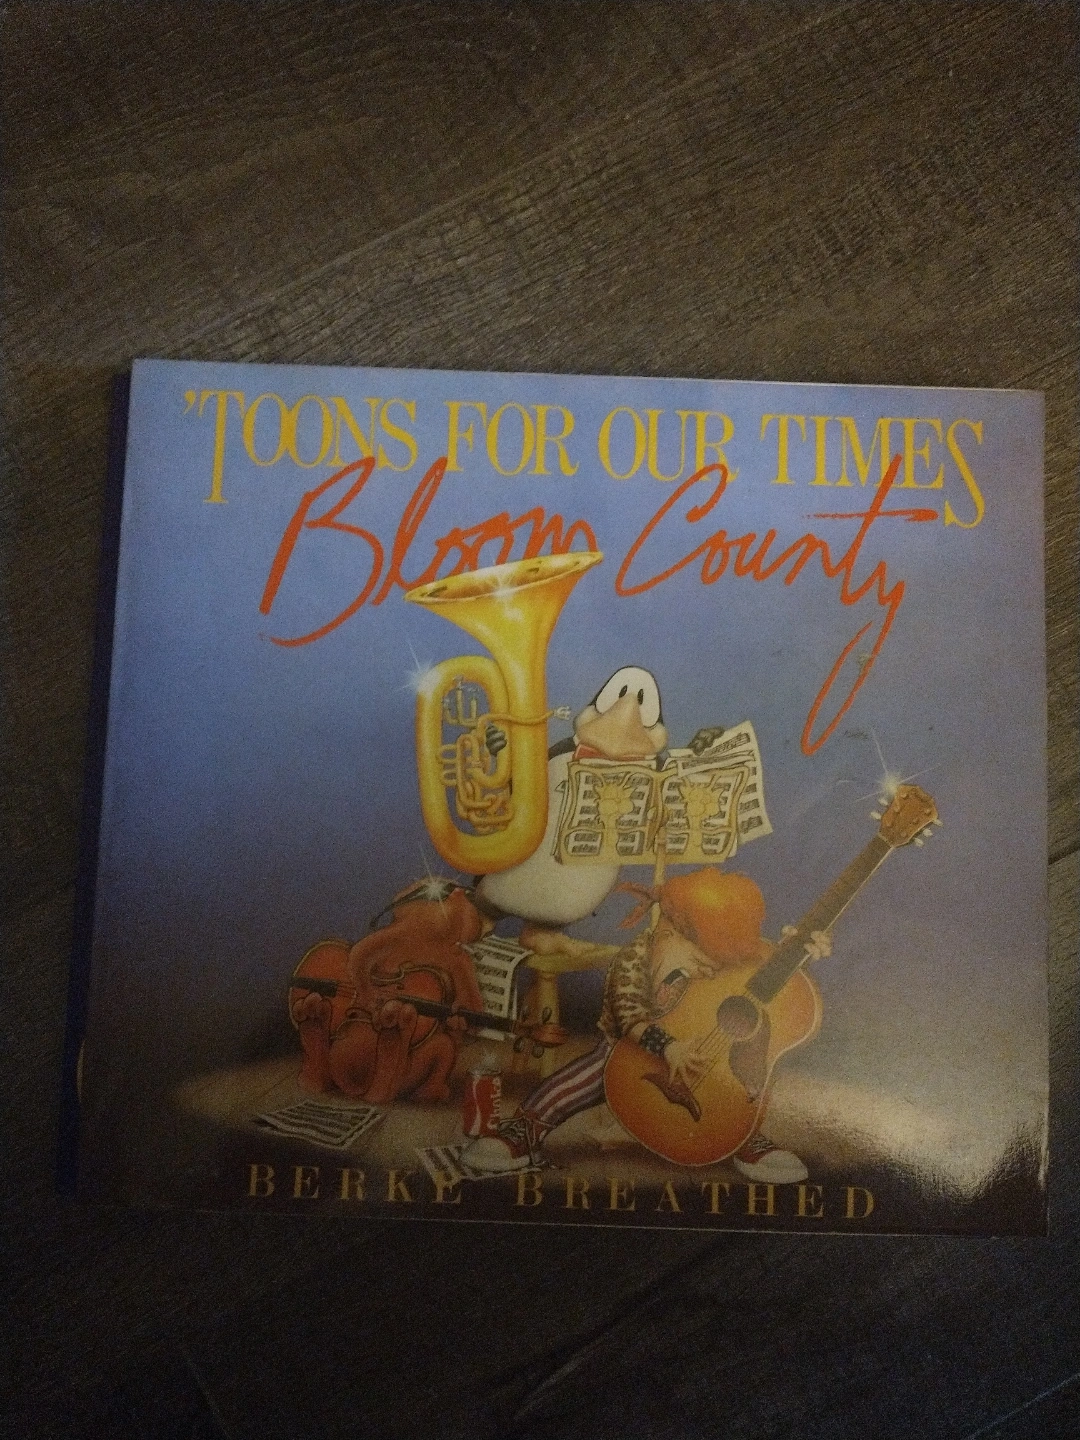 'TOONS FOR OUR TIMES
Bloom County
BERKE BREATHED